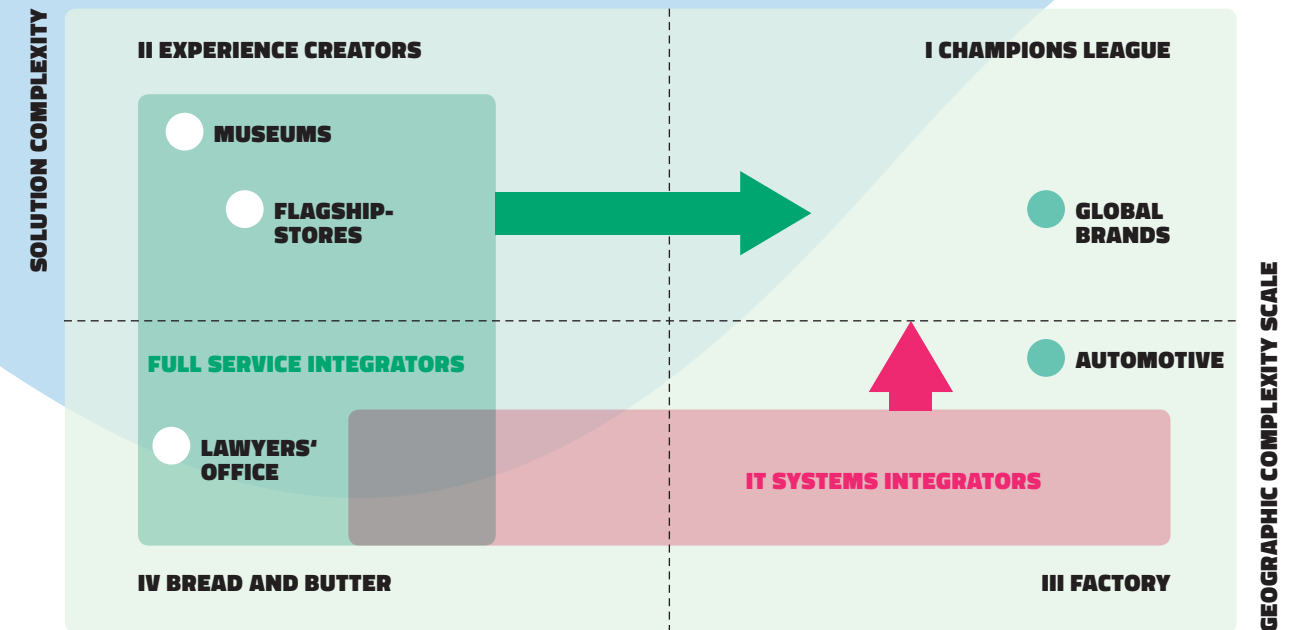 SOLUTION COMPLEXITY
II EXPERIENCE CREATORS
I CHAMPIONS LEAGUE
MUSEUMS
FLAGSHIP-
STORES
GLOBAL
BRANDS
FULL SERVICE INTEGRATORS
AUTOMOTIVE
LAWYERS‘
OFFICE
IT SYSTEMS INTEGRATORS
IV BREAD AND BUTTER
III FACTORY
GEOGRAPHIC COMPLEXITY SCALE